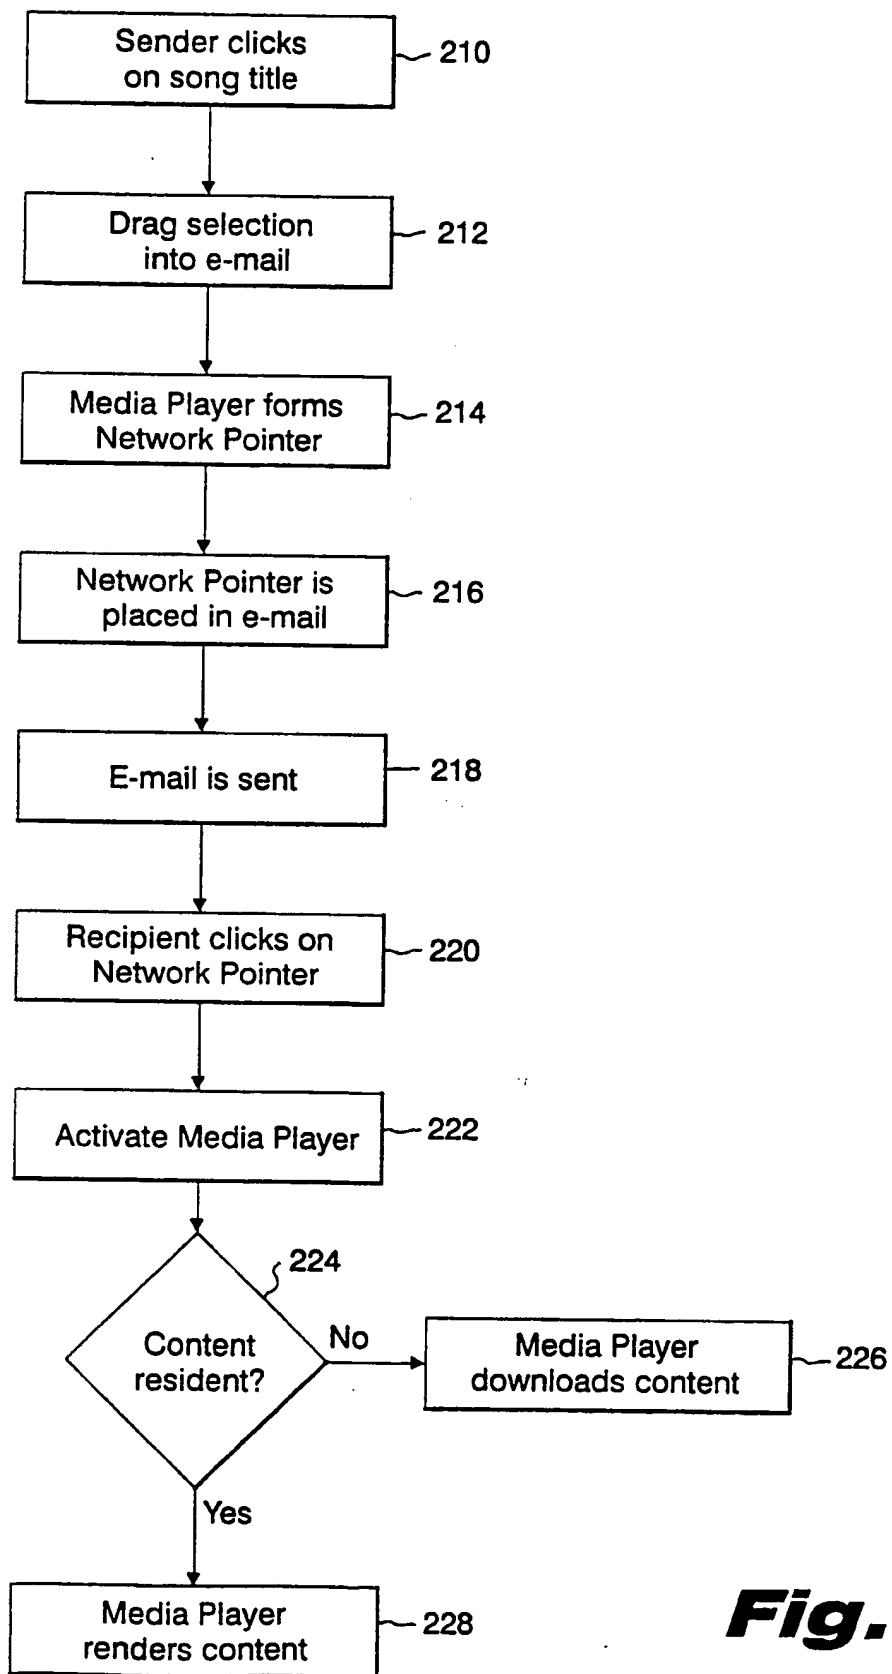 Sender clicks
on song title
210
Drag selection
into e-mail
212
Media Player forms
Network Pointer
214
Network Pointer is
placed in e-mail
216
E-mail is sent
218
Recipient clicks on
Network Pointer
220
Activate Media Player
222
224
Content
resident?
No
Media Player
downloads content
226
Yes
Media Player
renders content
228
Fig.